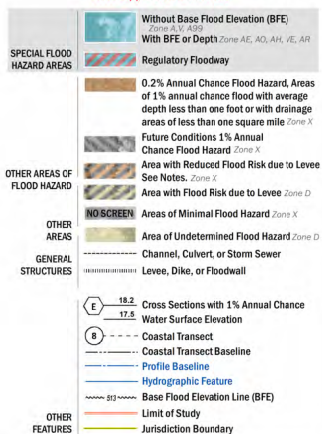 Without Base Flood Elevation (BFE)
Zone A,V, A99
With BFE or Depth Zone AE, AO, AH, VE, AR
SPECIAL FLOOD
HAZARD AREAS
Regulatory Floodway
0.2% Annual Chance Flood Hazard, Areas
of 1% annual chance flood with average
depth less than one foot or with drainage
areas of less than one square mile Zone X
Future Conditions 1% Annual
Chance Flood Hazard Zone X
Area with Reduced Flood Risk due to Levee
See Notes. Zone X
OTHER AREAS OF
FLOOD HAZARD
Area with Flood Risk due to Levee Zone D
NO SCREEN Areas of Minimal Flood Hazard Zone X
OTHER
AREAS
Area of Undetermined Flood Hazard Zone D
GENERAL
STRUCTURES
Channel, Culvert, or Storm Sewer
Levee, Dike, or Floodwall
E 18.2 Cross Sections with 1% Annual Chance
17.5 Water Surface Elevation
8 Coastal Transect
Coastal Transect Baseline
Profile Baseline
Hydrographic Feature
513 Base Flood Elevation Line (BFE)
OTHER
FEATURES
Limit of Study
Jurisdiction Boundary